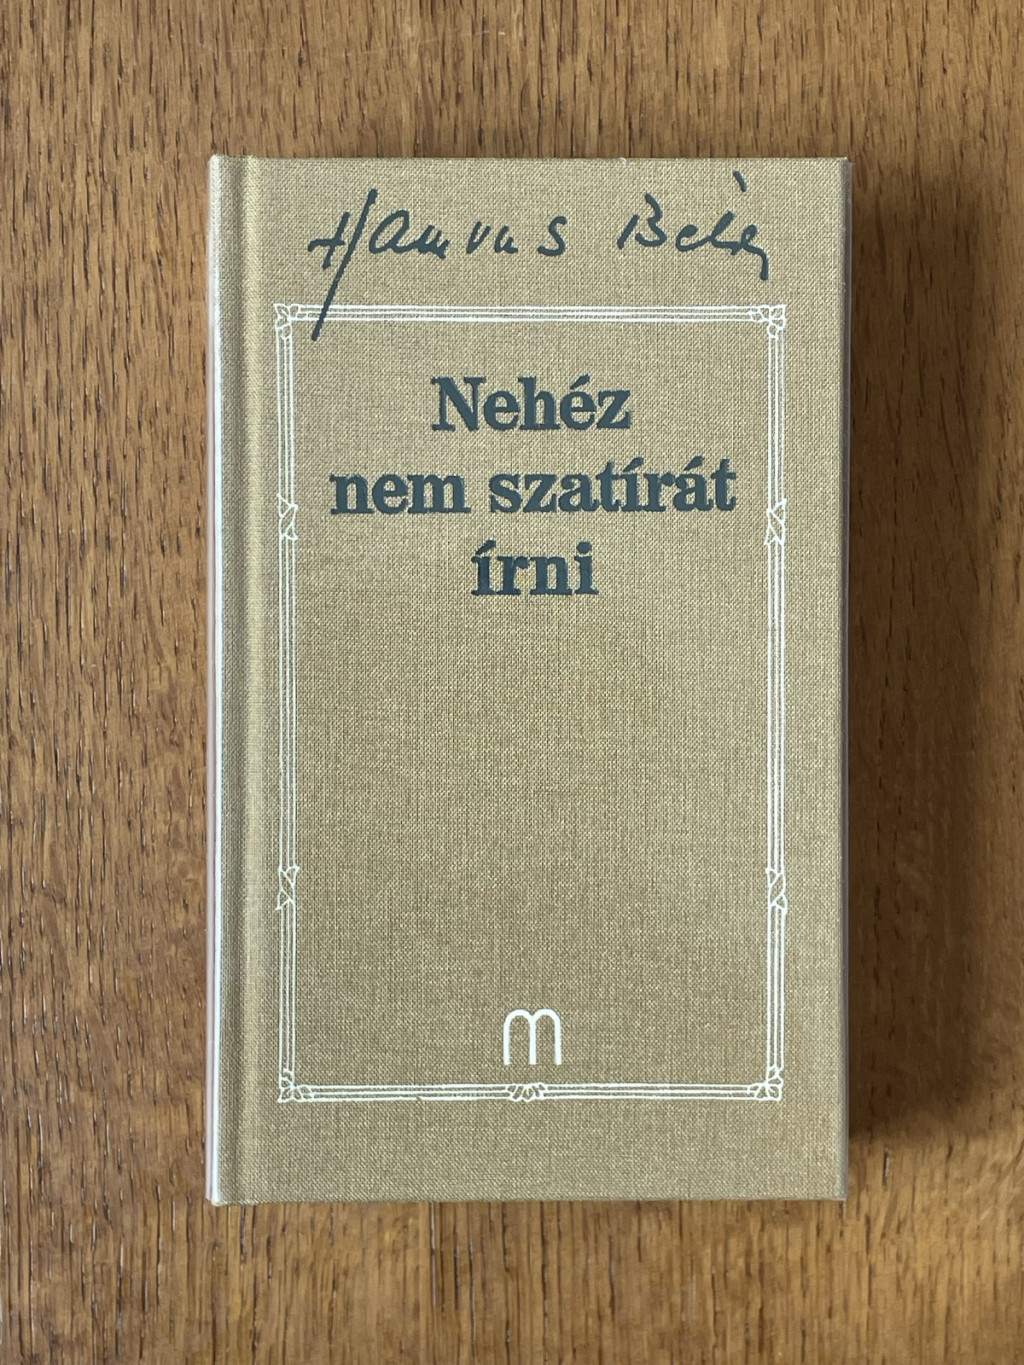 Hamvas Béla
Nehéz
nem szatírát
írni
m